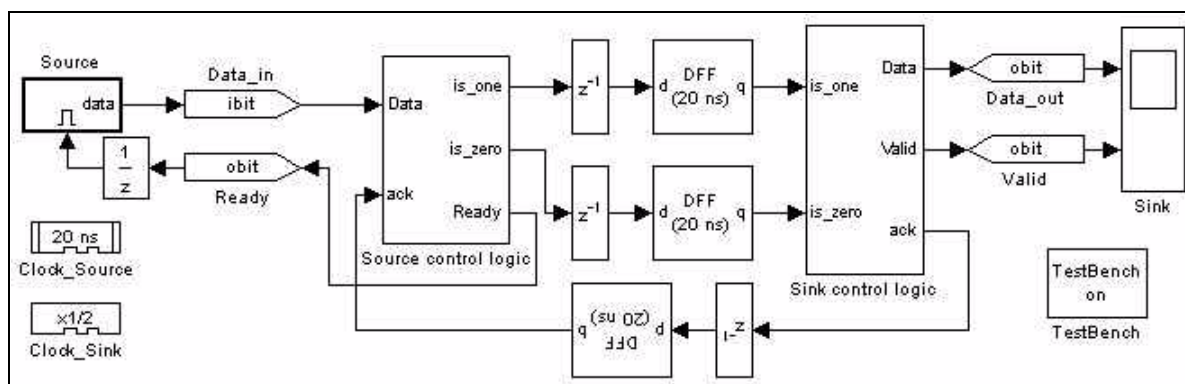 Source
data
1
z
Data_in
ibit
obit
Ready
20 ns
Clock_Source
x1/2
Clock_Sink
Data
ack
is_one
is_zero
Ready
Source control logic
z-1
d DFF q
(20 ns)
z-1
d DFF q
(20 ns)
z-1
d DFF q
(20 ns)
is_one
is_zero
Data
Valid
ack
Sink control logic
obit
Data_out
obit
Valid
Sink
TestBench
on
TestBench